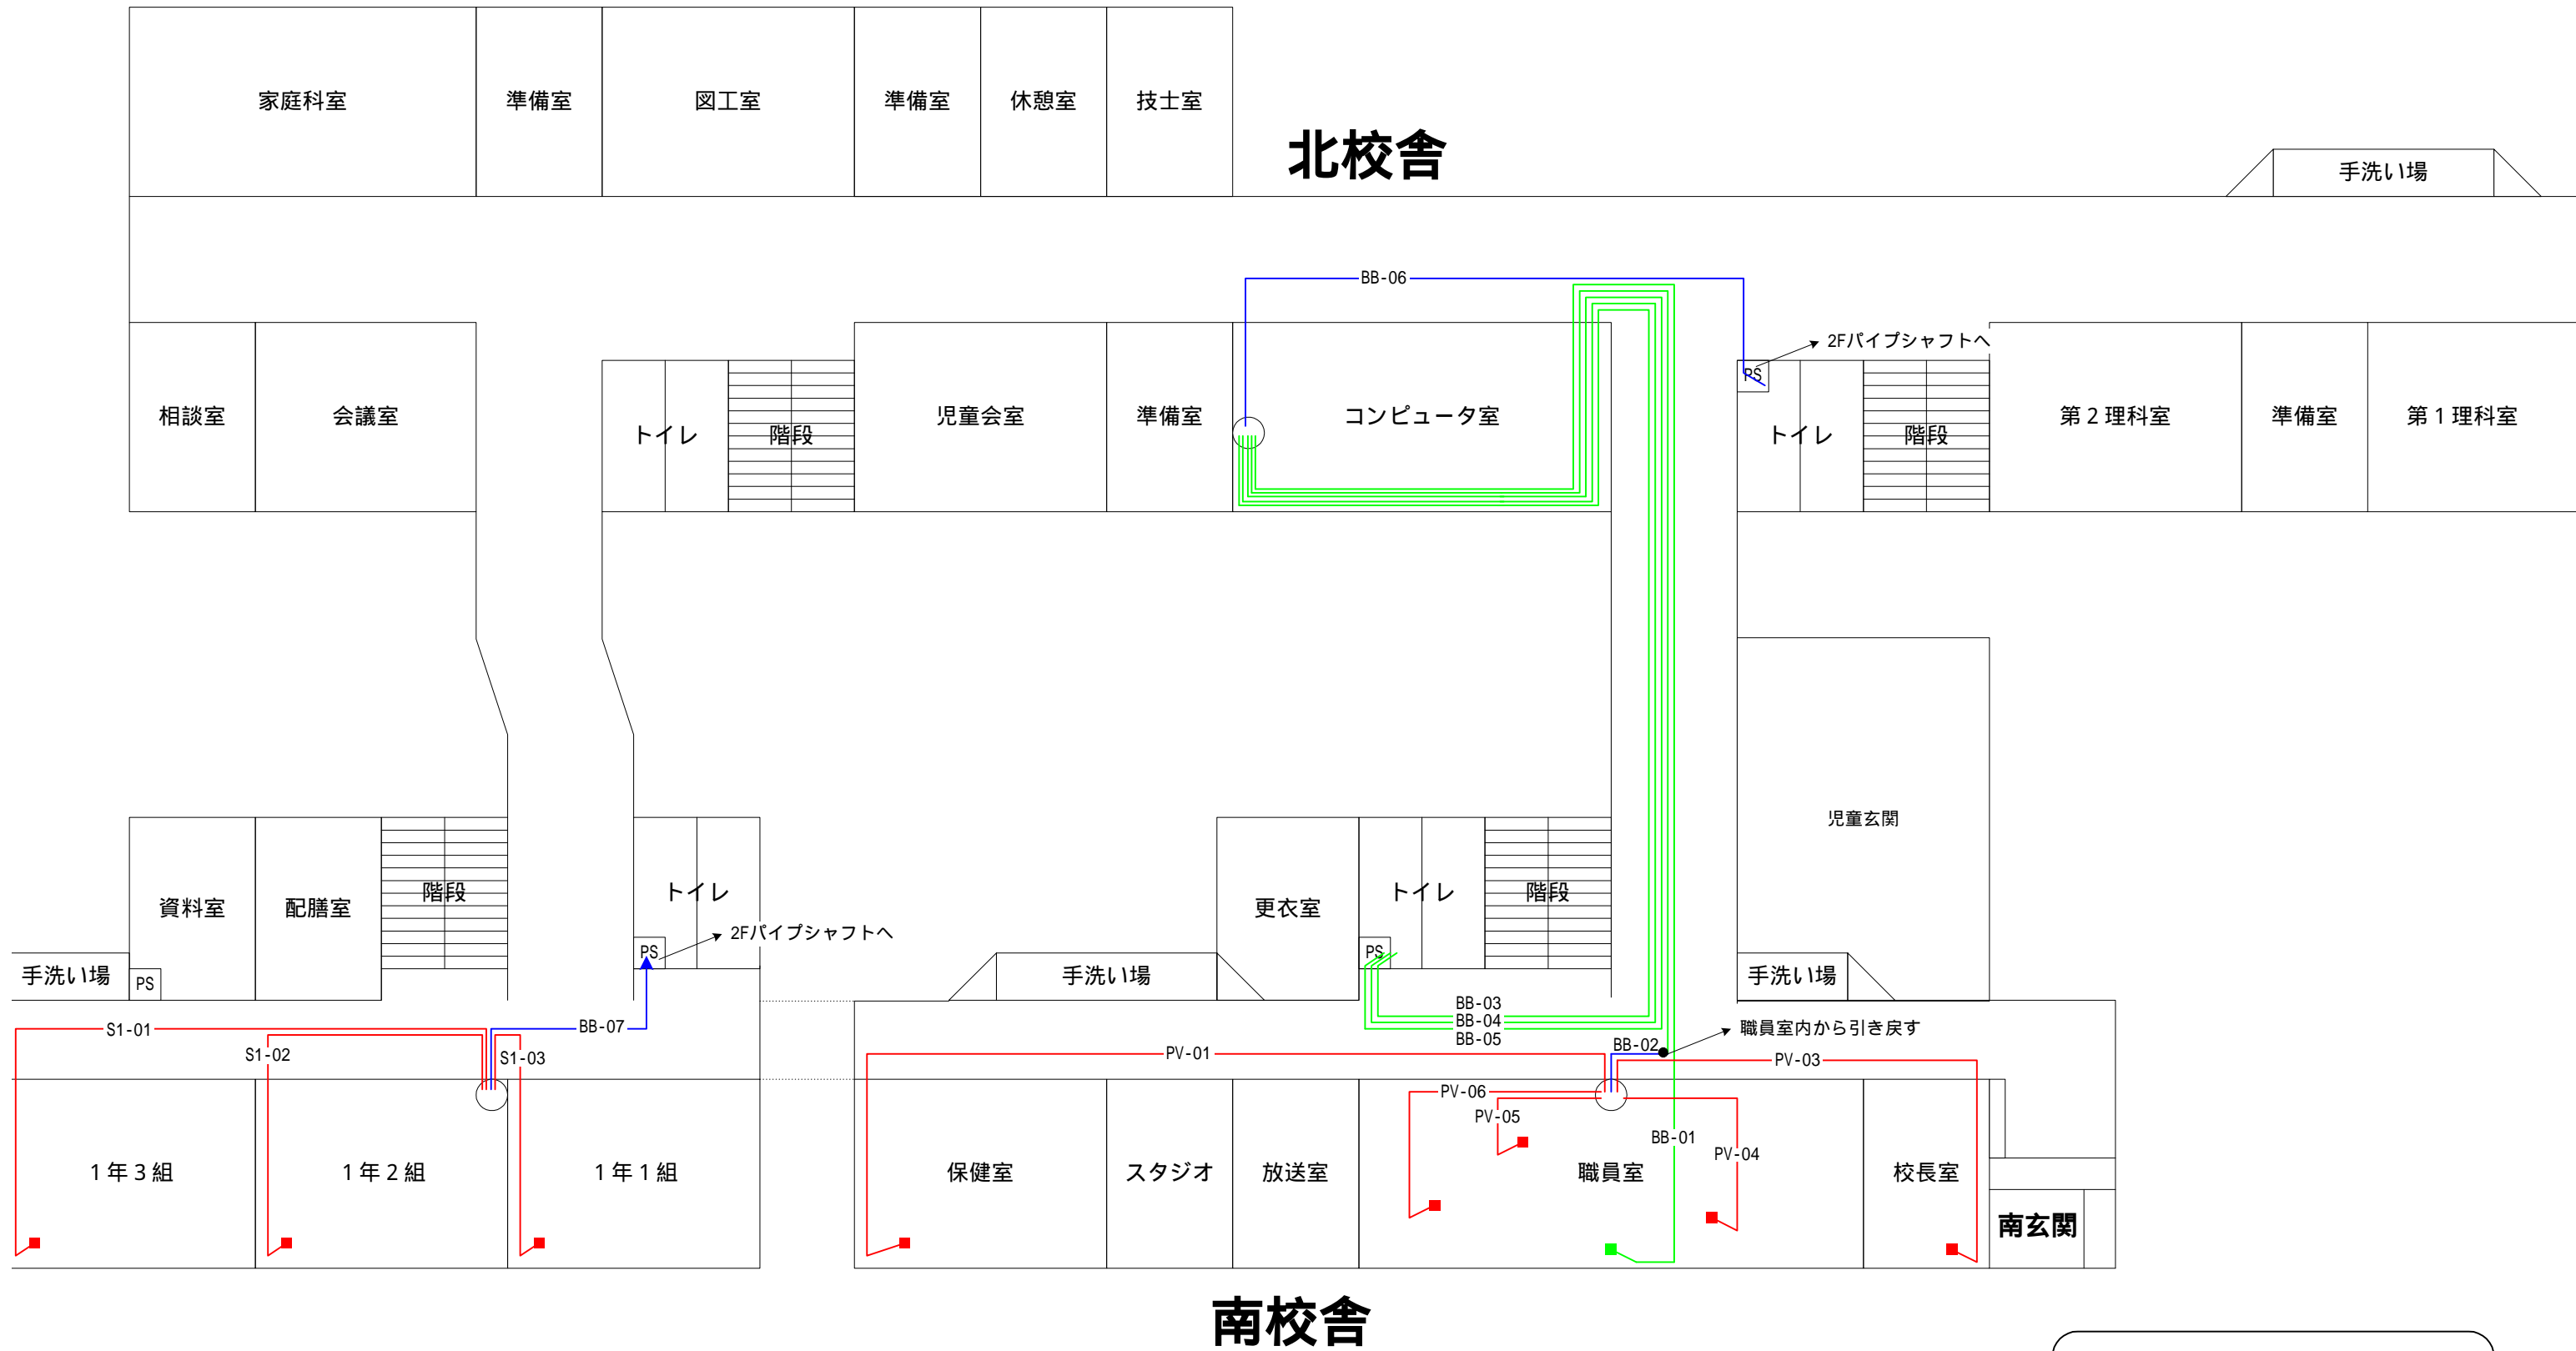 家庭科室
準備室
図工室
準備室
休憩室
技士室
北校舎
手洗い場
BB-06
2Fパイプシャフトへ
PS
相談室
会議室
トイレ
階段
児童会室
準備室
コンピュータ室
トイレ
階段
第２理科室
準備室
第１理科室
児童玄関
資料室
配膳室
階段
トイレ
PS
2Fパイプシャフトへ
更衣室
トイレ
階段
PS
手洗い場
PS
手洗い場
手洗い場
S1-01
BB-07
BB-03
BB-04
BB-05
職員室内から引き戻す
S1-02
S1-03
PV-01
BB-02
PV-03
PV-06
PV-05
BB-01
PV-04
１年３組
１年２組
１年１組
保健室
スタジオ
放送室
職員室
校長室
南玄関
南校舎